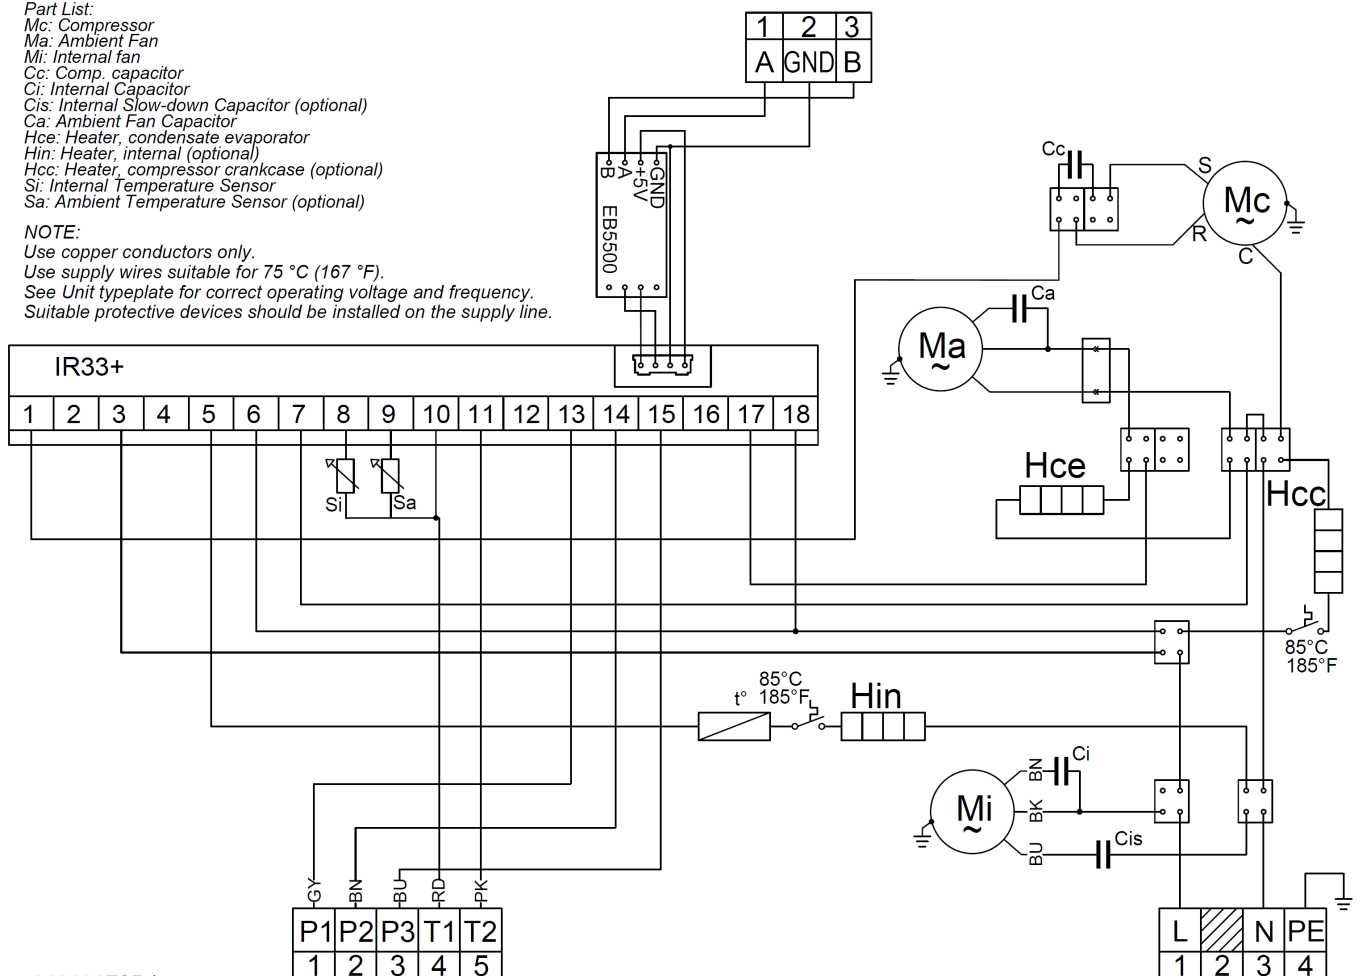 Part List:
Mc: Compressor
Ma: Ambient Fan
Mi: Internal fan
Cc: Comp. capacitor
Ci: Internal Capacitor
Cis: Internal Slow-down Capacitor (optional)
Ca: Ambient Fan Capacitor
Hce: Heater, condensate evaporator
Hin: Heater, internal (optional)
Hcc: Heater, compressor crankcase (optional)
Si: Internal Temperature Sensor
Sa: Ambient Temperature Sensor (optional)
NOTE:
Use copper conductors only.
Use supply wires suitable for 75 °C (167 °F).
See Unit typeplate for correct operating voltage and frequency.
Suitable protective devices should be installed on the supply line.
1 2 3
A GND B
B A +5V GND
EB5500
Cc
S
Mc
~
R
C
Ca
Ma
~
IR33+
1 2 3 4 5 6 7 8 9 10 11 12 13 14 15 16 17 18
Si
Sa
Hce
Hcc
85°C
185°F
t°
85°C
185°F
Hin
Mi
~
BN
Ci
BK
BU
Cis
GY BN BU RD PK
P1 P2 P3 T1 T2
1 2 3 4 5
L N PE
1 2 3 4